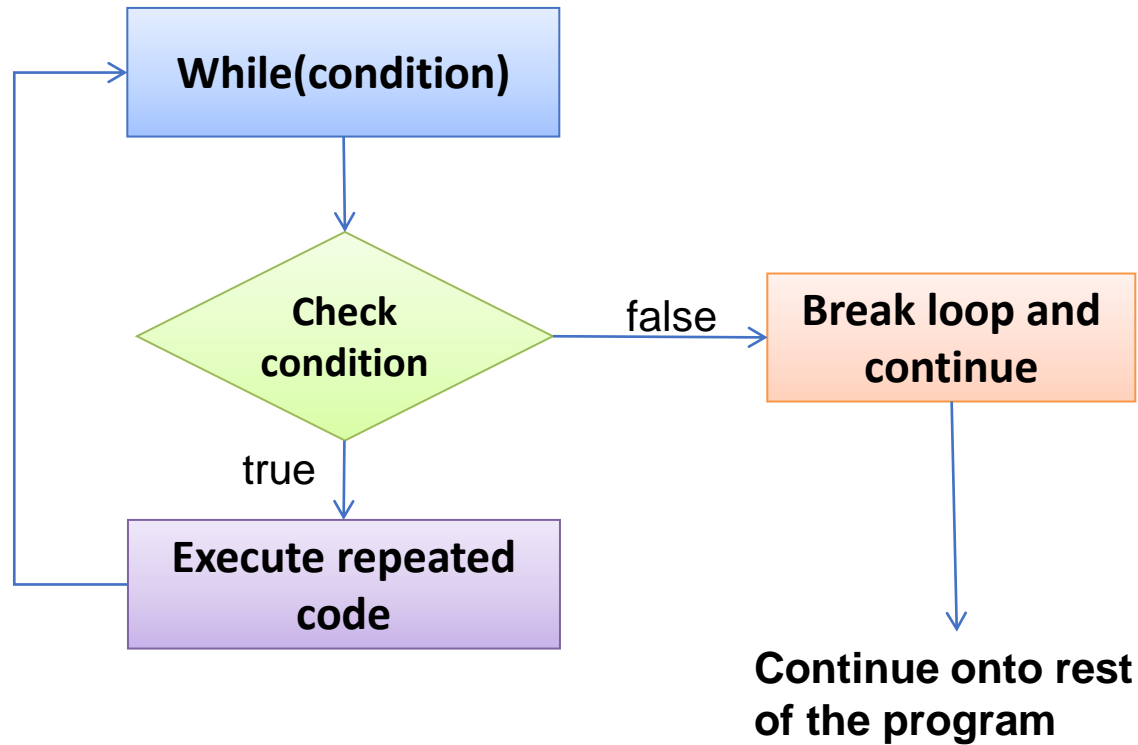 While(condition)
Check
condition
false
Break loop and
continue
true
Execute repeated
code
Continue onto rest
of the program